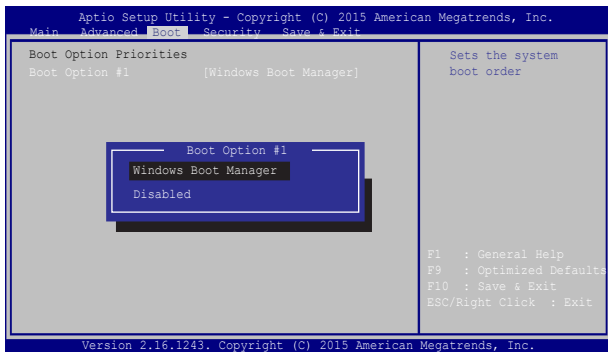 Aptio Setup Utility - Copyright (C) 2015 American Megatrends, Inc.
Main Advanced Boot Security Save & Exit
Boot Option Priorities
Boot Option #1 [Windows Boot Manager]
Sets the system
boot order
Boot Option #1
Windows Boot Manager
Disabled
F1 : General Help
F9 : Optimized Defaults
F10 : Save & Exit
ESC/Right Click : Exit
Version 2.16.1243. Copyright (C) 2015 American Megatrends, Inc.